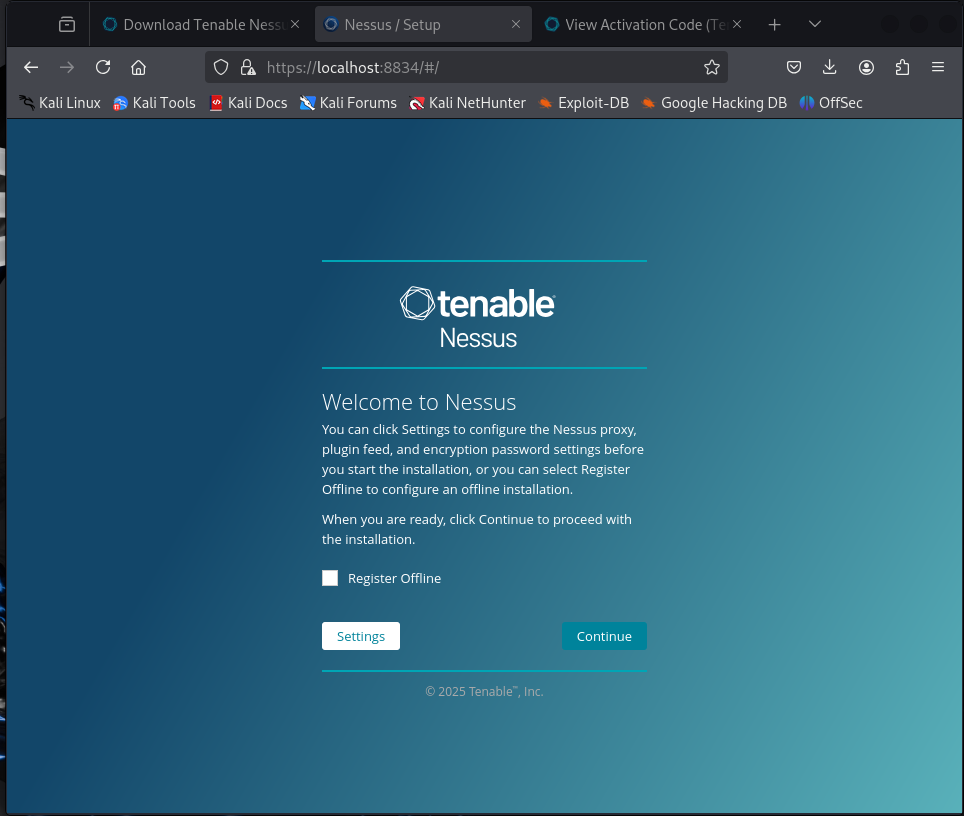 Download Tenable Nessu
Nessus / Setup
View Activation Code (Te
https://localhost:8834/#/
Kali Linux
Kali Tools
Kali Docs
Kali Forums
Kali NetHunter
Exploit-DB
Google Hacking DB
OffSec
tenable
Nessus
Welcome to Nessus
You can click Settings to configure the Nessus proxy,
plugin feed, and encryption password settings before
you start the installation, or you can select Register
Offline to configure an offline installation.
When you are ready, click Continue to proceed with
the installation.
Register Offline
Settings
Continue
© 2025 Tenable™, Inc.